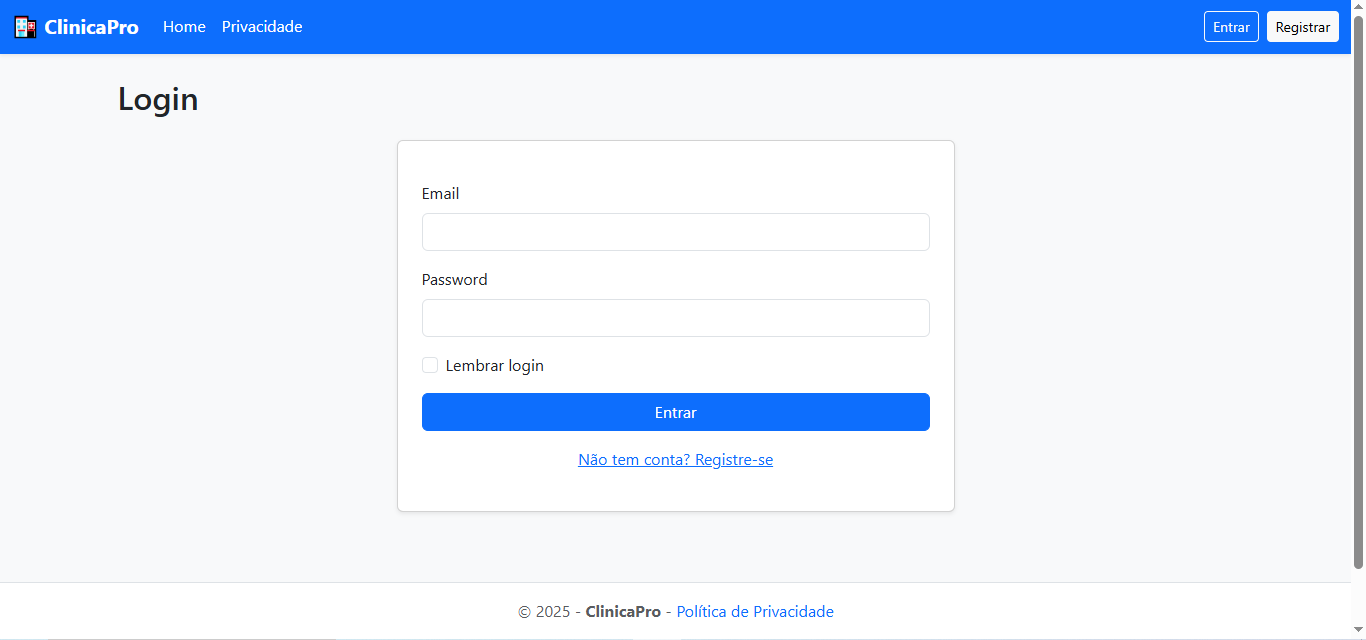 ClinicaPro Home Privacidade Entrar Registrar
Login
Email
Password
Lembrar login
Entrar
Não tem conta? Registre-se
© 2025 - ClinicaPro - Política de Privacidade